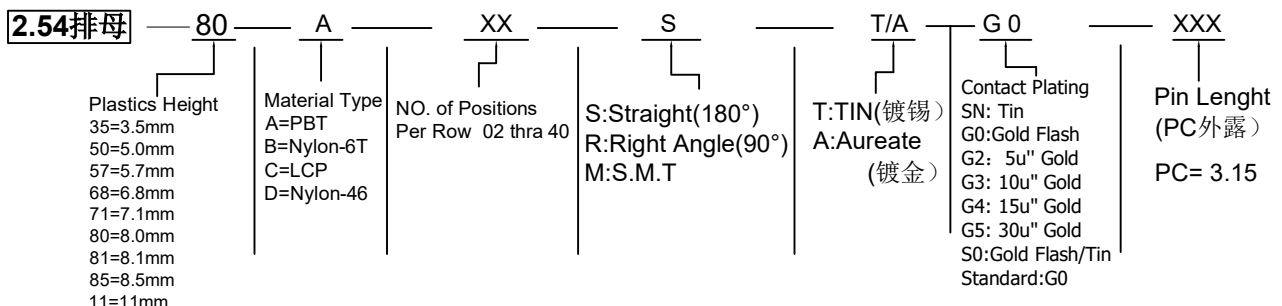 2.54排母 80 A XX S T/A G 0 XXX
Plastics Height
35=3.5mm
50=5.0mm
57=5.7mm
68=6.8mm
71=7.1mm
80=8.0mm
81=8.1mm
85=8.5mm
11=11mm
Material Type
A=PBT
B=Nylon-6T
C=LCP
D=Nylon-46
NO. of Positions
Per Row 02 thra 40
S:Straight(180°)
R:Right Angle(90°)
M:S.M.T
T:TIN(镀锡）
A:Aureate
(镀金）
Contact Plating
SN: Tin
G0:Gold Flash
G2： 5u" Gold
G3: 10u" Gold
G4: 15u" Gold
G5: 30u" Gold
S0:Gold Flash/Tin
Standard:G0
Pin Lenght
(PC外露）
PC= 3.15